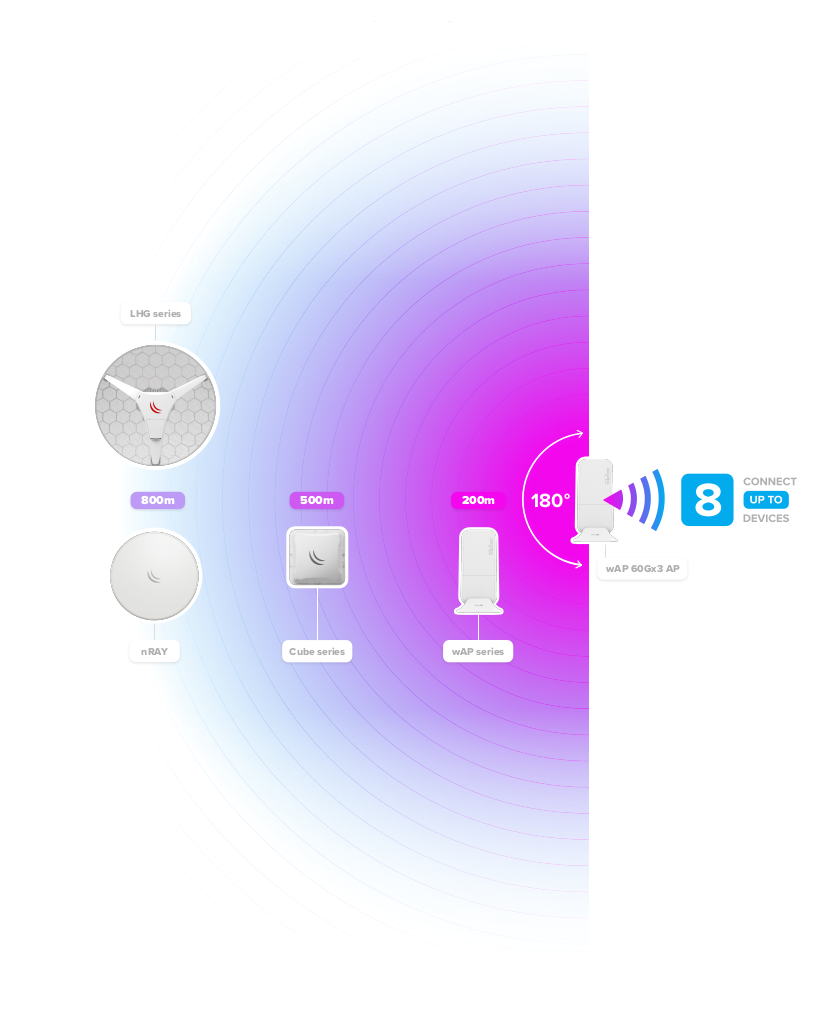 LHG series
800m
500m
200m
180°
8
CONNECT
UP TO
DEVICES
wAP 60Gx3 AP
nRAY
Cube series
wAP series